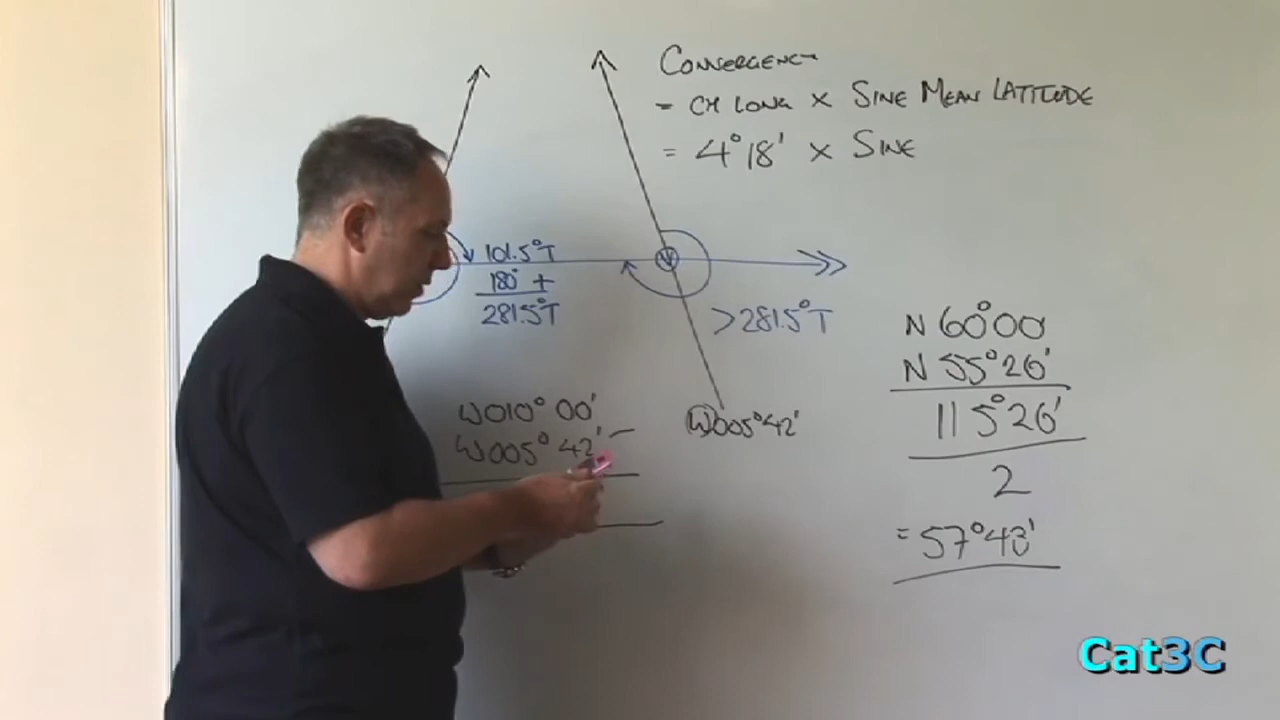 CONVERGENCY
= CH LONG × SINE MEAN LATITUDE
= 4°18' × SINE
101.5°T
180° +
281.5°T
>281.5°T
W010° 00'
W005° 42' -
W005°42'
N 60°00'
N 55°26'
115°26'
2
= 57°43'
Cat3C